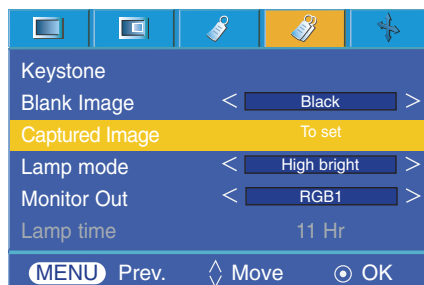 Keystone
Blank Image < Black >
Captured Image To set
Lamp mode < High bright >
Monitor Out < RGB1 >
Lamp time 11 Hr
MENU Prev. Move OK